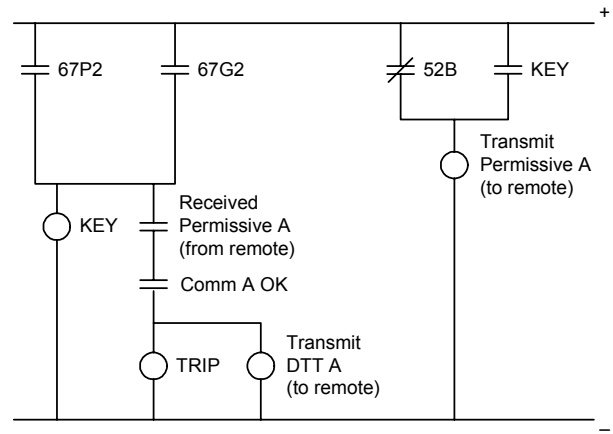 +
67P2
67G2
52B
KEY
Transmit
Permissive A
(to remote)
KEY
Received
Permissive A
(from remote)
Comm A OK
TRIP
Transmit
DTT A
(to remote)
–